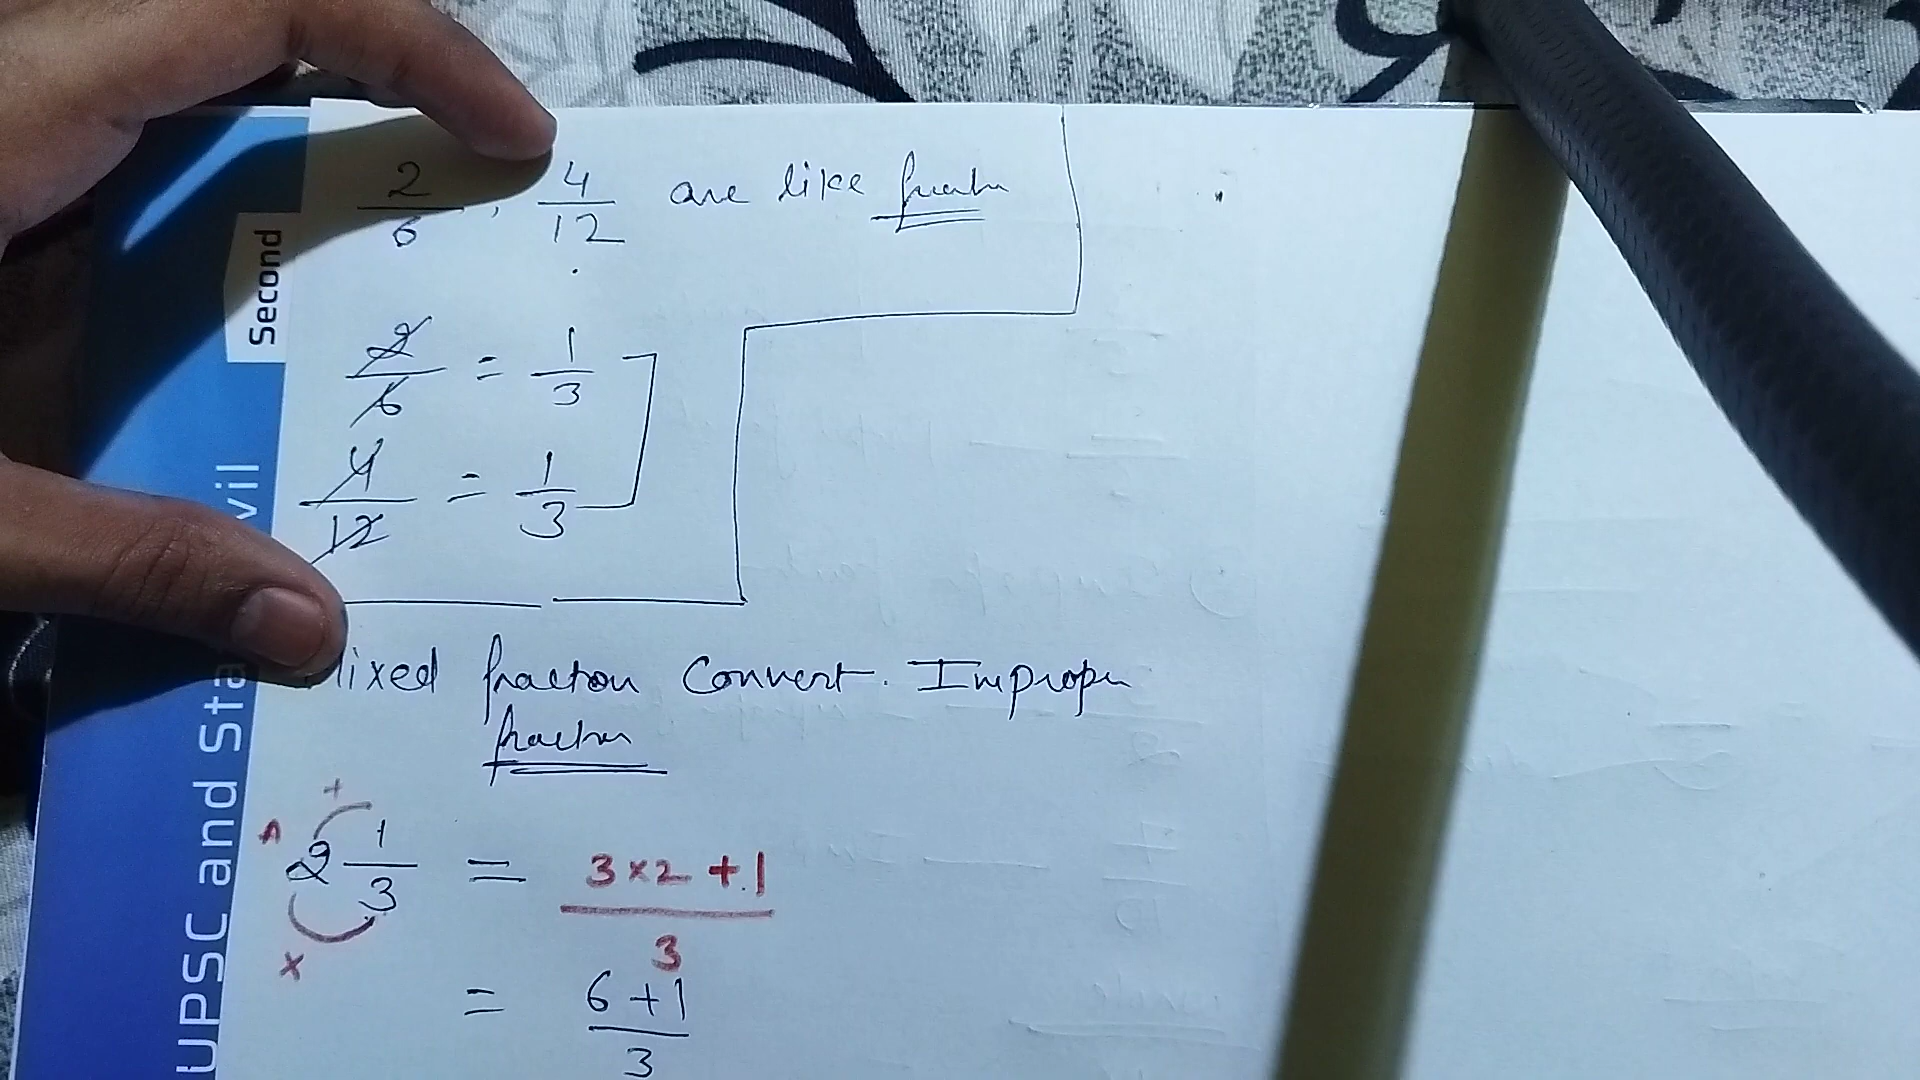 2/6 , 4/12 are like fraction
2/6 = 1/3
4/12 = 1/3
Mixed fraction Convert. Improper
fraction
2 1/3 = 3×2+1/3
+
×
= 6+1/3
Second
UPSC and Sta vil